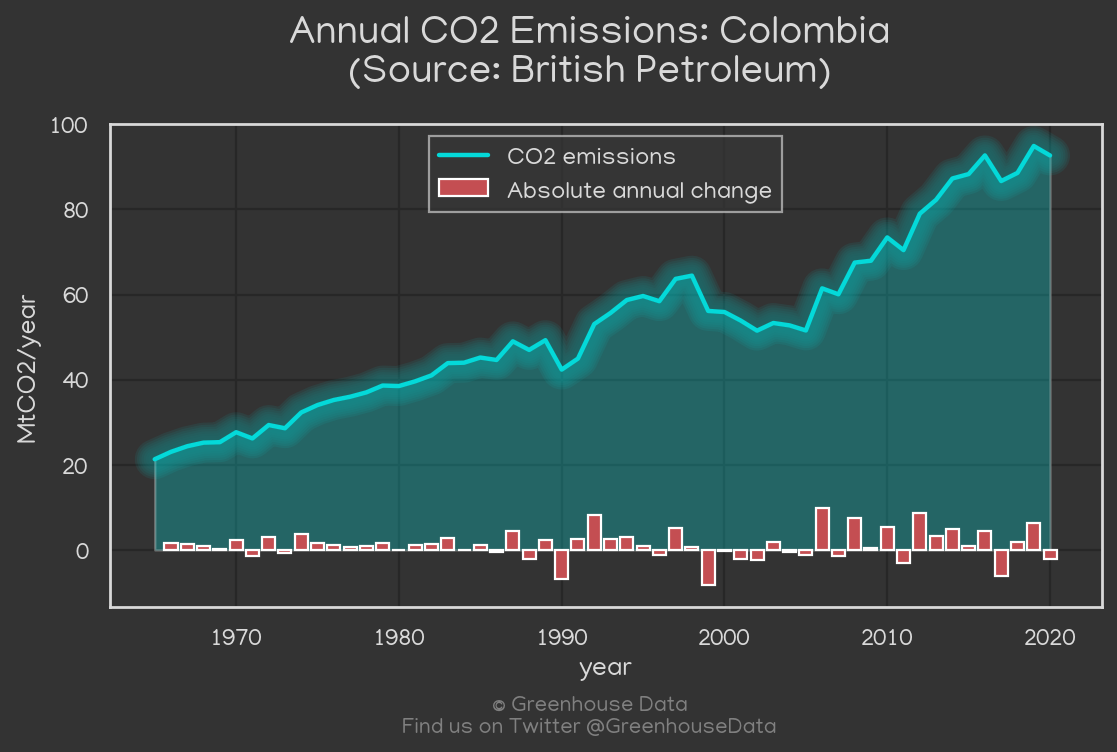 Annual CO2 Emissions: Colombia
(Source: British Petroleum)
100
80
60
40
20
0
MtCO2/year
CO2 emissions
Absolute annual change
1970
1980
1990
2000
2010
2020
year
© Greenhouse Data
Find us on Twitter @GreenhouseData